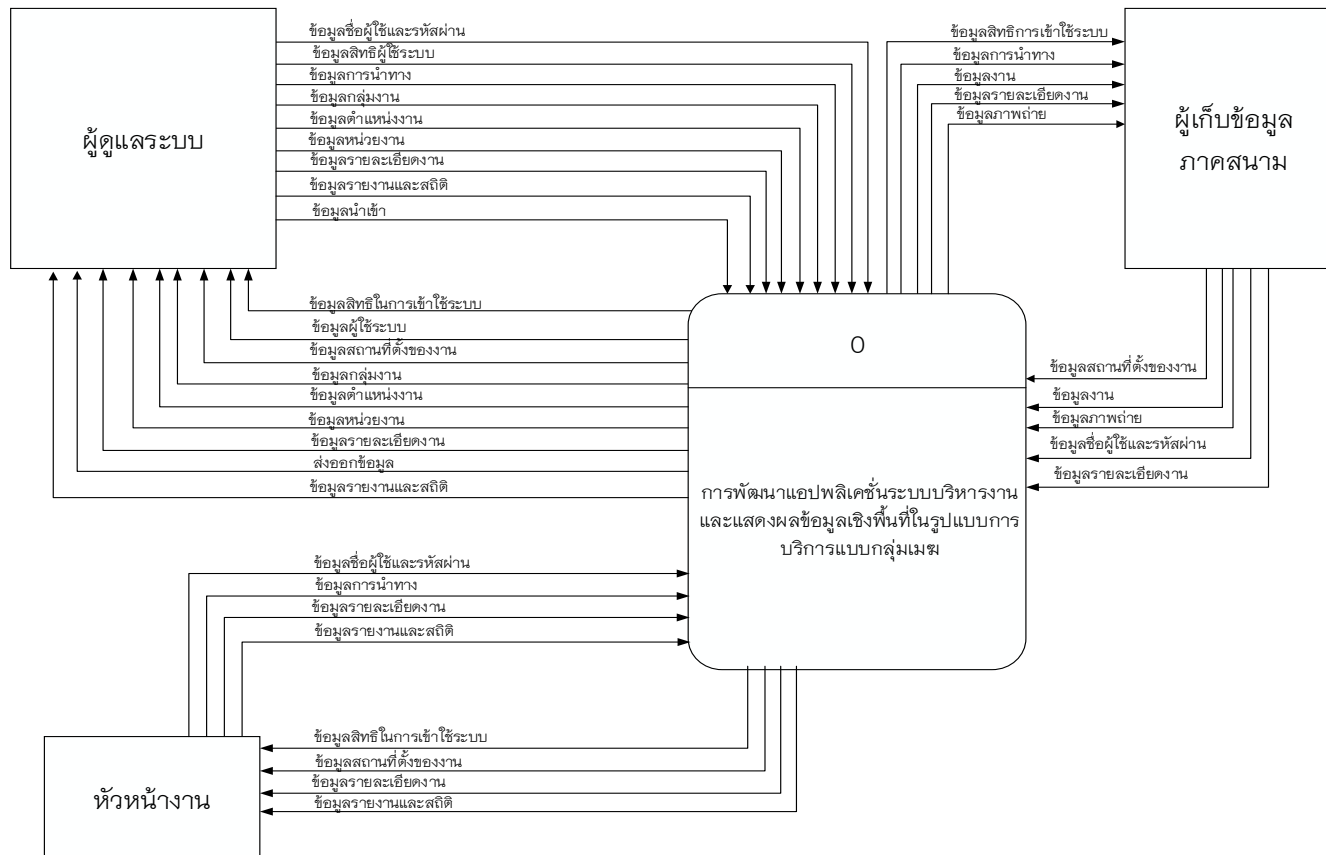 ผู้ดูแลระบบ
ข้อมูลชื่อผู้ใช้และรหัสผ่าน
ข้อมูลสิทธิผู้ใช้ระบบ
ข้อมูลการนำทาง
ข้อมูลกลุ่มงาน
ข้อมูลตำแหน่งงาน
ข้อมูลหน่วยงาน
ข้อมูลรายละเอียดงาน
ข้อมูลรายงานและสถิติ
ข้อมูลนำเข้า
ข้อมูลสิทธิการเข้าใช้ระบบ
ข้อมูลการนำทาง
ข้อมูลงาน
ข้อมูลรายละเอียดงาน
ข้อมูลภาพถ่าย
ผู้เก็บข้อมูล
ภาคสนาม
ข้อมูลสิทธิในการเข้าใช้ระบบ
ข้อมูลผู้ใช้ระบบ
ข้อมูลสถานที่ตั้งของงาน
ข้อมูลกลุ่มงาน
ข้อมูลตำแหน่งงาน
ข้อมูลหน่วยงาน
ข้อมูลรายละเอียดงาน
ส่งออกข้อมูล
ข้อมูลรายงานและสถิติ
0
การพัฒนาแอปพลิเคชั่นระบบบริหารงาน
และแสดงผลข้อมูลเชิงพื้นที่ในรูปแบบการ
บริการแบบกลุ่มเมฆ
ข้อมูลสถานที่ตั้งของงาน
ข้อมูลงาน
ข้อมูลภาพถ่าย
ข้อมูลชื่อผู้ใช้และรหัสผ่าน
ข้อมูลรายละเอียดงาน
ข้อมูลชื่อผู้ใช้และรหัสผ่าน
ข้อมูลการนำทาง
ข้อมูลรายละเอียดงาน
ข้อมูลรายงานและสถิติ
หัวหน้างาน
ข้อมูลสิทธิในการเข้าใช้ระบบ
ข้อมูลสถานที่ตั้งของงาน
ข้อมูลรายละเอียดงาน
ข้อมูลรายงานและสถิติ